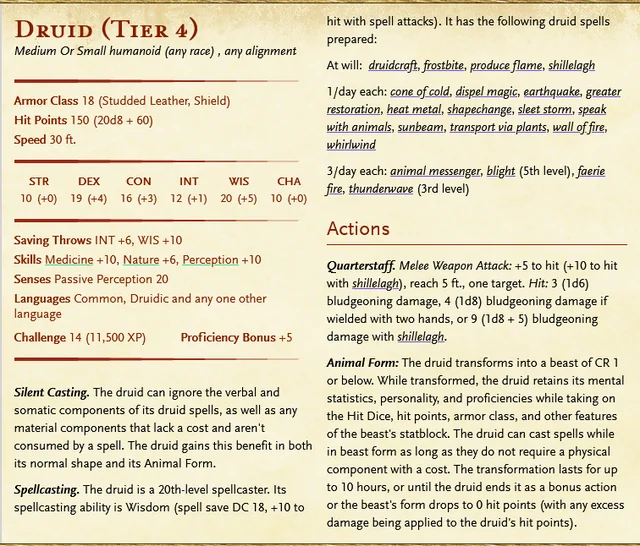 Druid (Tier 4)
Medium Or Small humanoid (any race) , any alignment
Armor Class 18 (Studded Leather, Shield)
Hit Points 150 (20d8 + 60)
Speed 30 ft.
STR DEX CON INT WIS CHA
10 (+0) 19 (+4) 16 (+3) 12 (+1) 20 (+5) 10 (+0)
Saving Throws INT +6, WIS +10
Skills Medicine +10, Nature +6, Perception +10
Senses Passive Perception 20
Languages Common, Druidic and any one other
language
Challenge 14 (11,500 XP) Proficiency Bonus +5
Silent Casting. The druid can ignore the verbal and
somatic components of its druid spells, as well as any
material components that lack a cost and aren't
consumed by a spell. The druid gains this benefit in both
its normal shape and its Animal Form.
Spellcasting. The druid is a 20th-level spellcaster. Its
spellcasting ability is Wisdom (spell save DC 18, +10 to
hit with spell attacks). It has the following druid spells
prepared:
At will: druidcraft, frostbite, produce flame, shillelagh
1/day each: cone of cold, dispel magic, earthquake, greater
restoration, heat metal, shapechange, sleet storm, speak
with animals, sunbeam, transport via plants, wall of fire,
whirlwind
3/day each: animal messenger, blight (5th level), faerie
fire, thunderwave (3rd level)
Actions
Quarterstaff. Melee Weapon Attack: +5 to hit (+10 to hit
with shillelagh), reach 5 ft., one target. Hit: 3 (1d6)
bludgeoning damage, 4 (1d8) bludgeoning damage if
wielded with two hands, or 9 (1d8 + 5) bludgeoning
damage with shillelagh.
Animal Form: The druid transforms into a beast of CR 1
or below. While transformed, the druid retains its mental
statistics, personality, and proficiencies while taking on
the Hit Dice, hit points, armor class, and other features
of the beast's statblock. The druid can cast spells while
in beast form as long as they do not require a physical
component with a cost. The transformation lasts for up
to 10 hours, or until the druid ends it as a bonus action
or the beast's form drops to 0 hit points (with any excess
damage being applied to the druid's hit points).